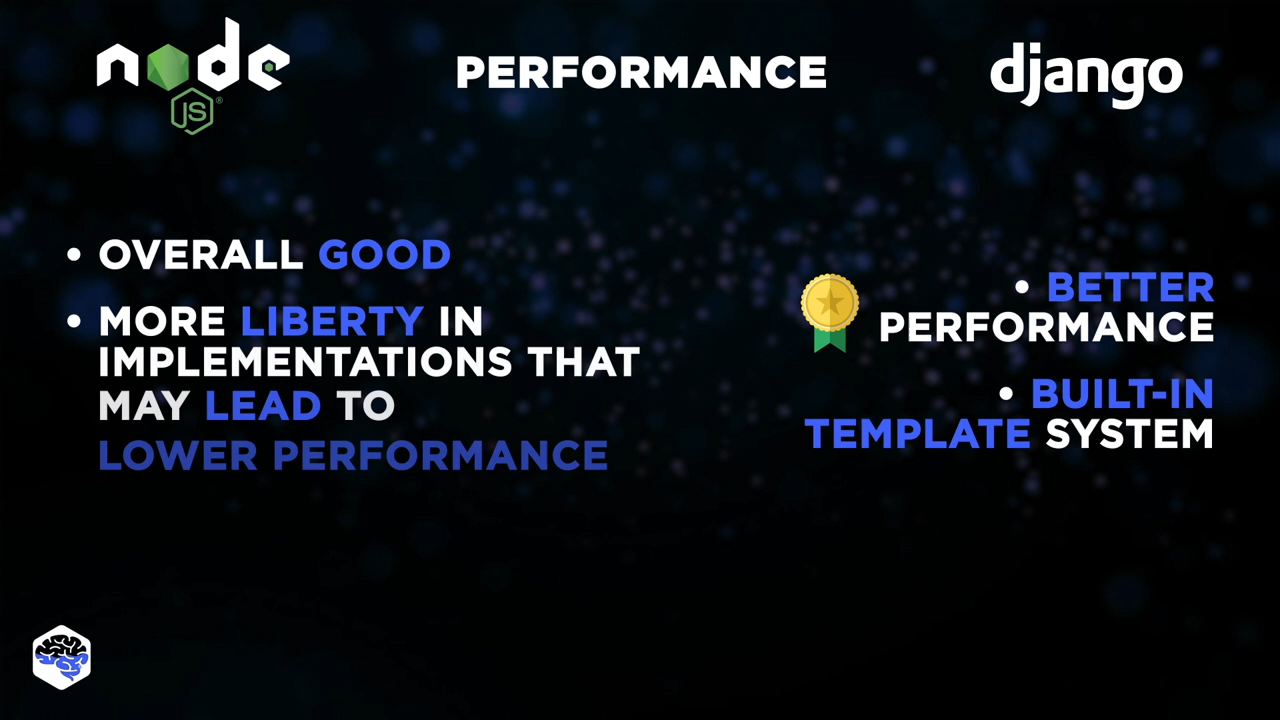 node
JS
PERFORMANCE
django
• OVERALL GOOD
• MORE LIBERTY IN
IMPLEMENTATIONS THAT
MAY LEAD TO
LOWER PERFORMANCE
• BETTER
PERFORMANCE
• BUILT-IN
TEMPLATE SYSTEM